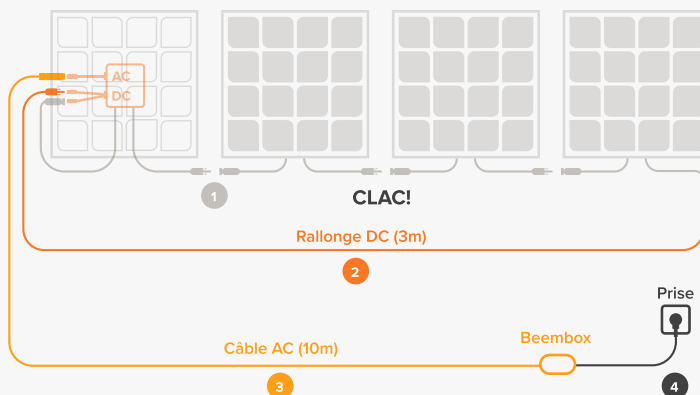 AC
DC
1
CLAC!
Rallonge DC (3m)
2
Prise
Beembox
Câble AC (10m)
3
4